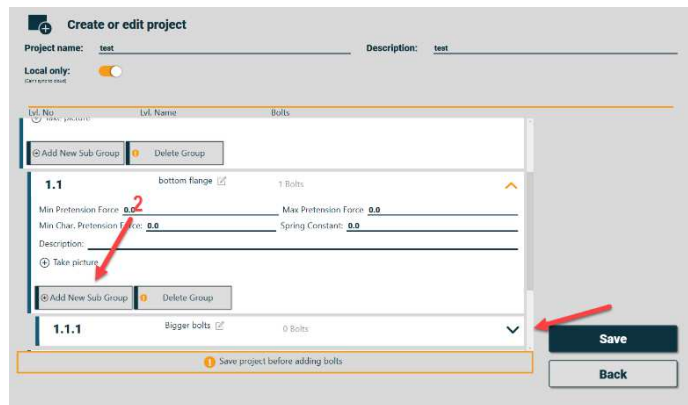 Create or edit project
Project name: test Description: test
Local only:
Lvl. No Lvl. Name Bolts
Take picture
Add New Sub Group Delete Group
1.1 bottom flange 1 Bolts
2
Min Pretension Force 0.0 Max Pretension Force 0.0
Min Char. Pretension Force: 0.0 Spring Constant: 0.0
Description:
Take picture
Add New Sub Group Delete Group
1.1.1 Bigger bolts 0 Bolts
Save
Save project before adding bolts
Back